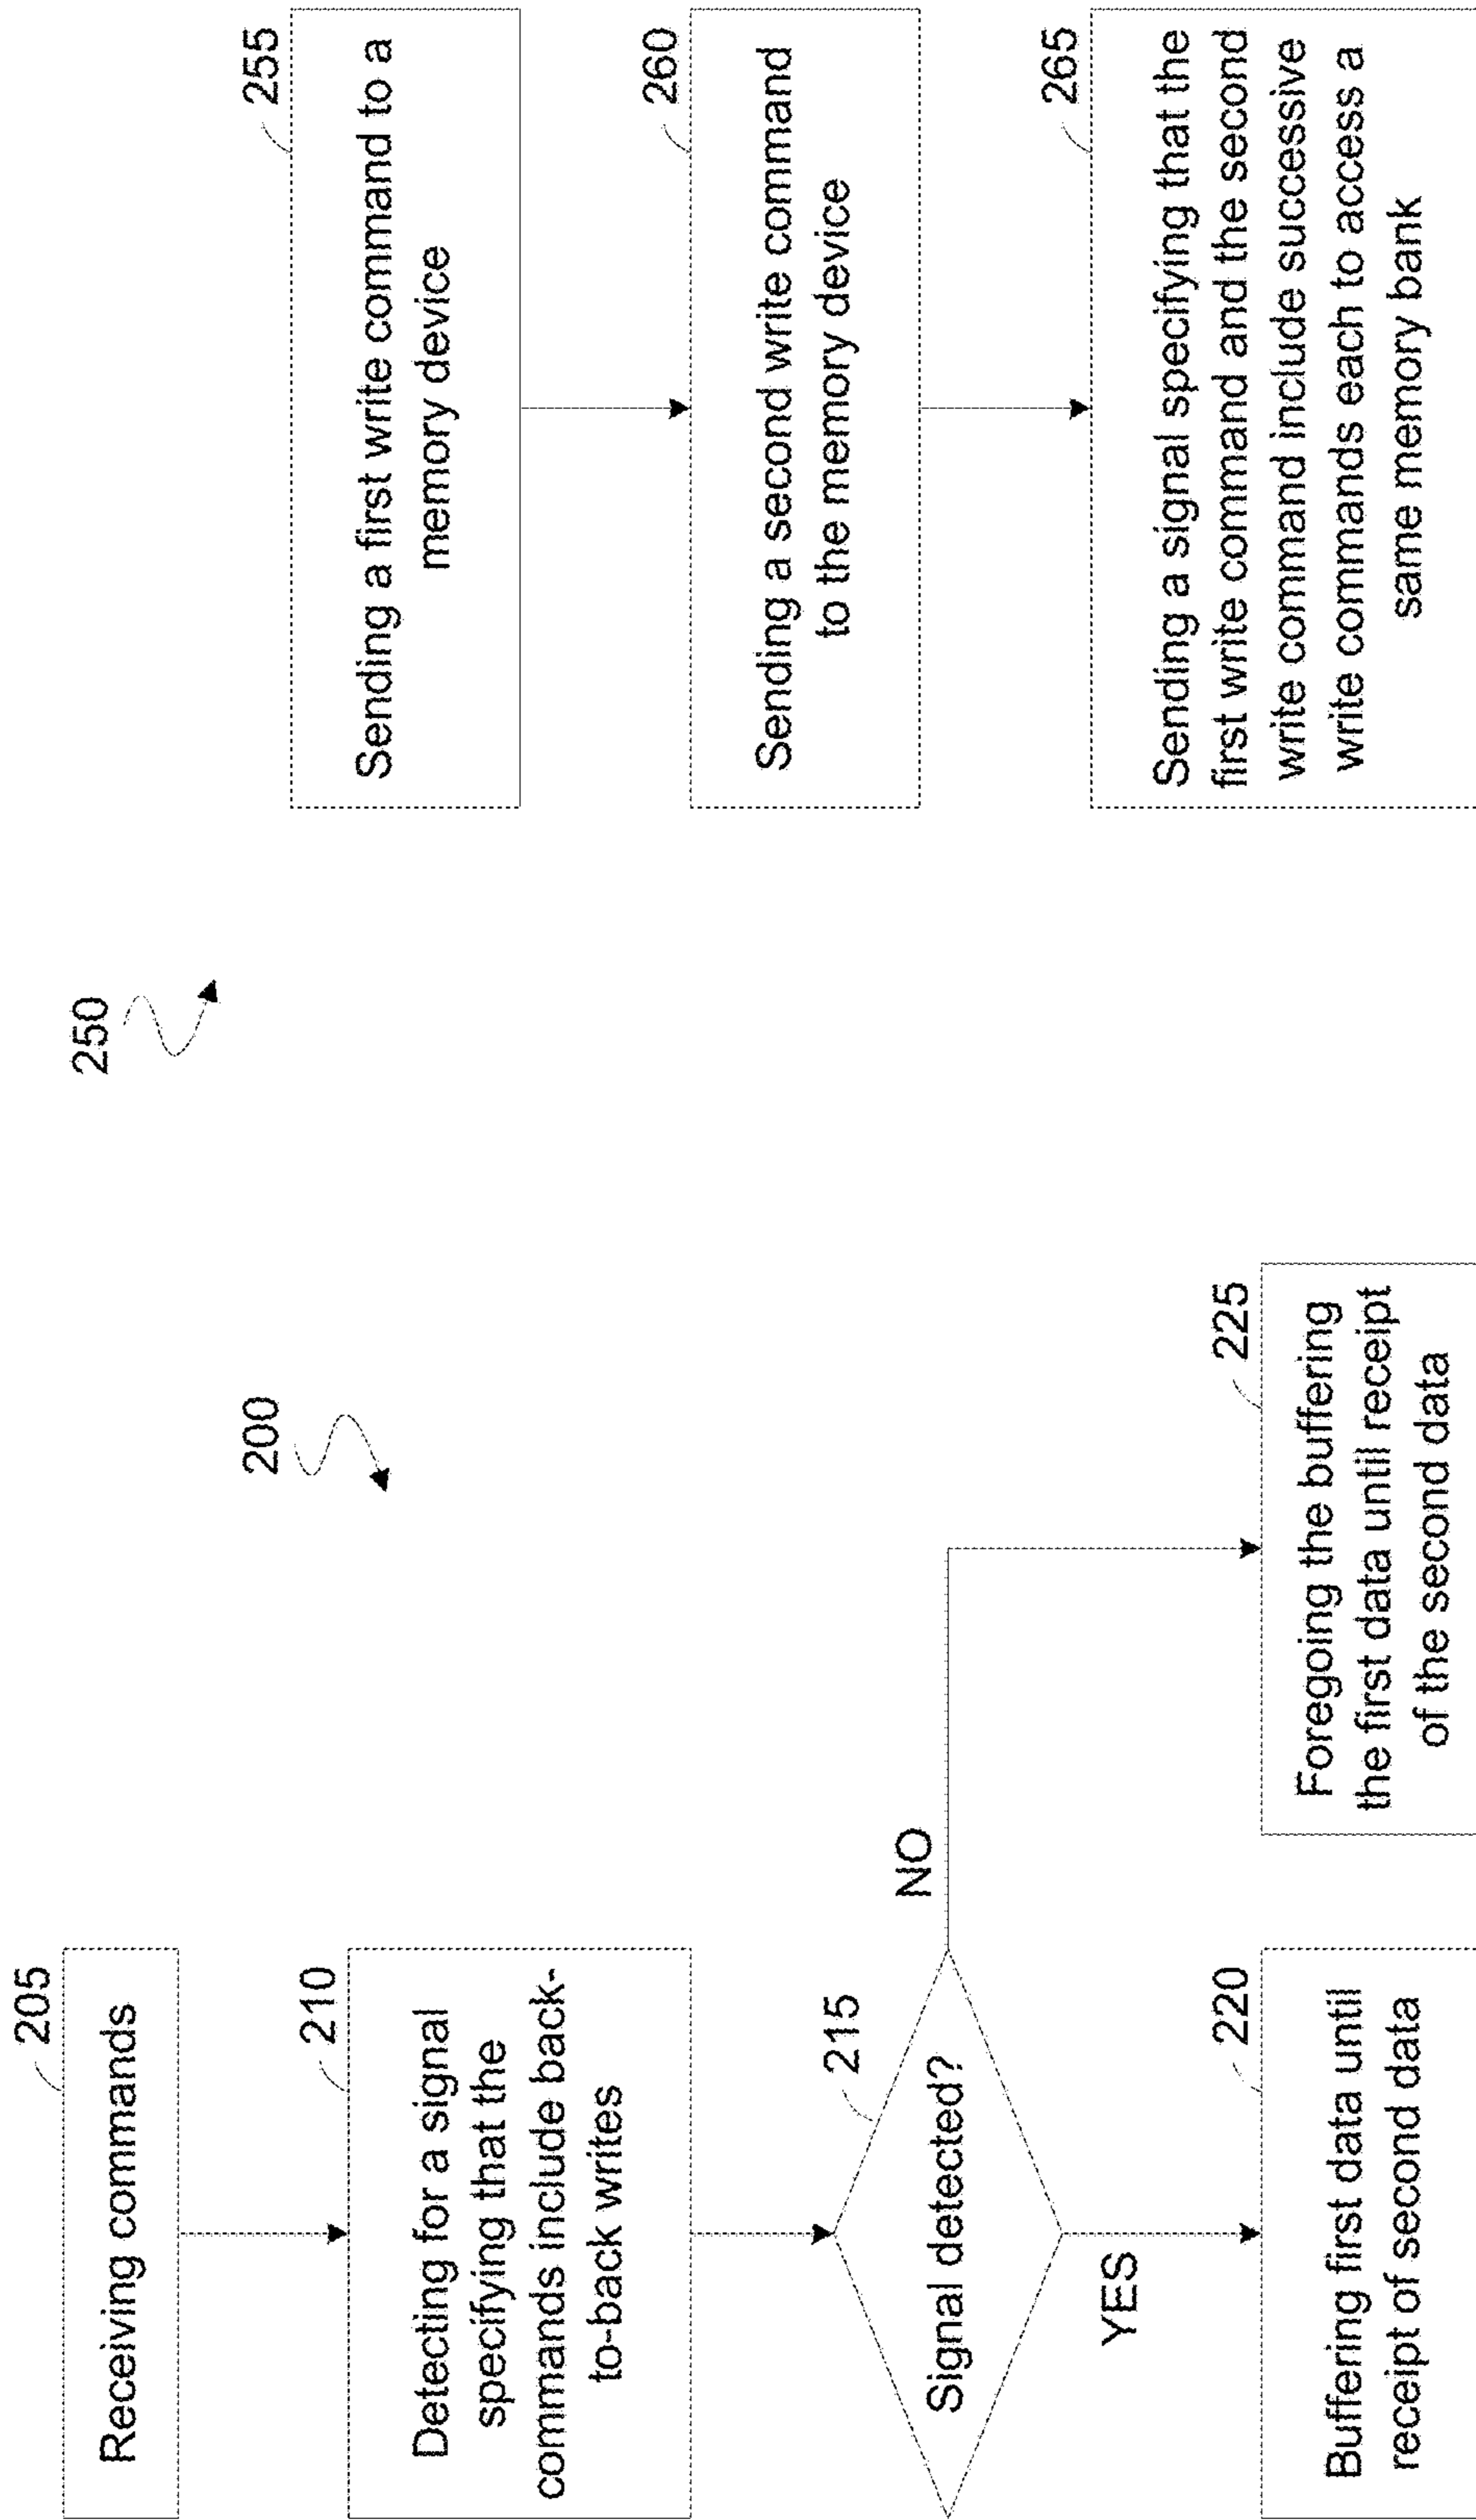 200
205
Receiving commands
210
Detecting for a signal
specifying that the
commands include back-
to-back writes
215
Signal detected?
NO
YES
220
Buffering first data until
receipt of second data
225
Foregoing the buffering
the first data until receipt
of the second data
250
255
Sending a first write command to a
memory device
260
Sending a second write command
to the memory device
265
Sending a signal specifying that the
first write command and the second
write command include successive
write commands each to access a
same memory bank